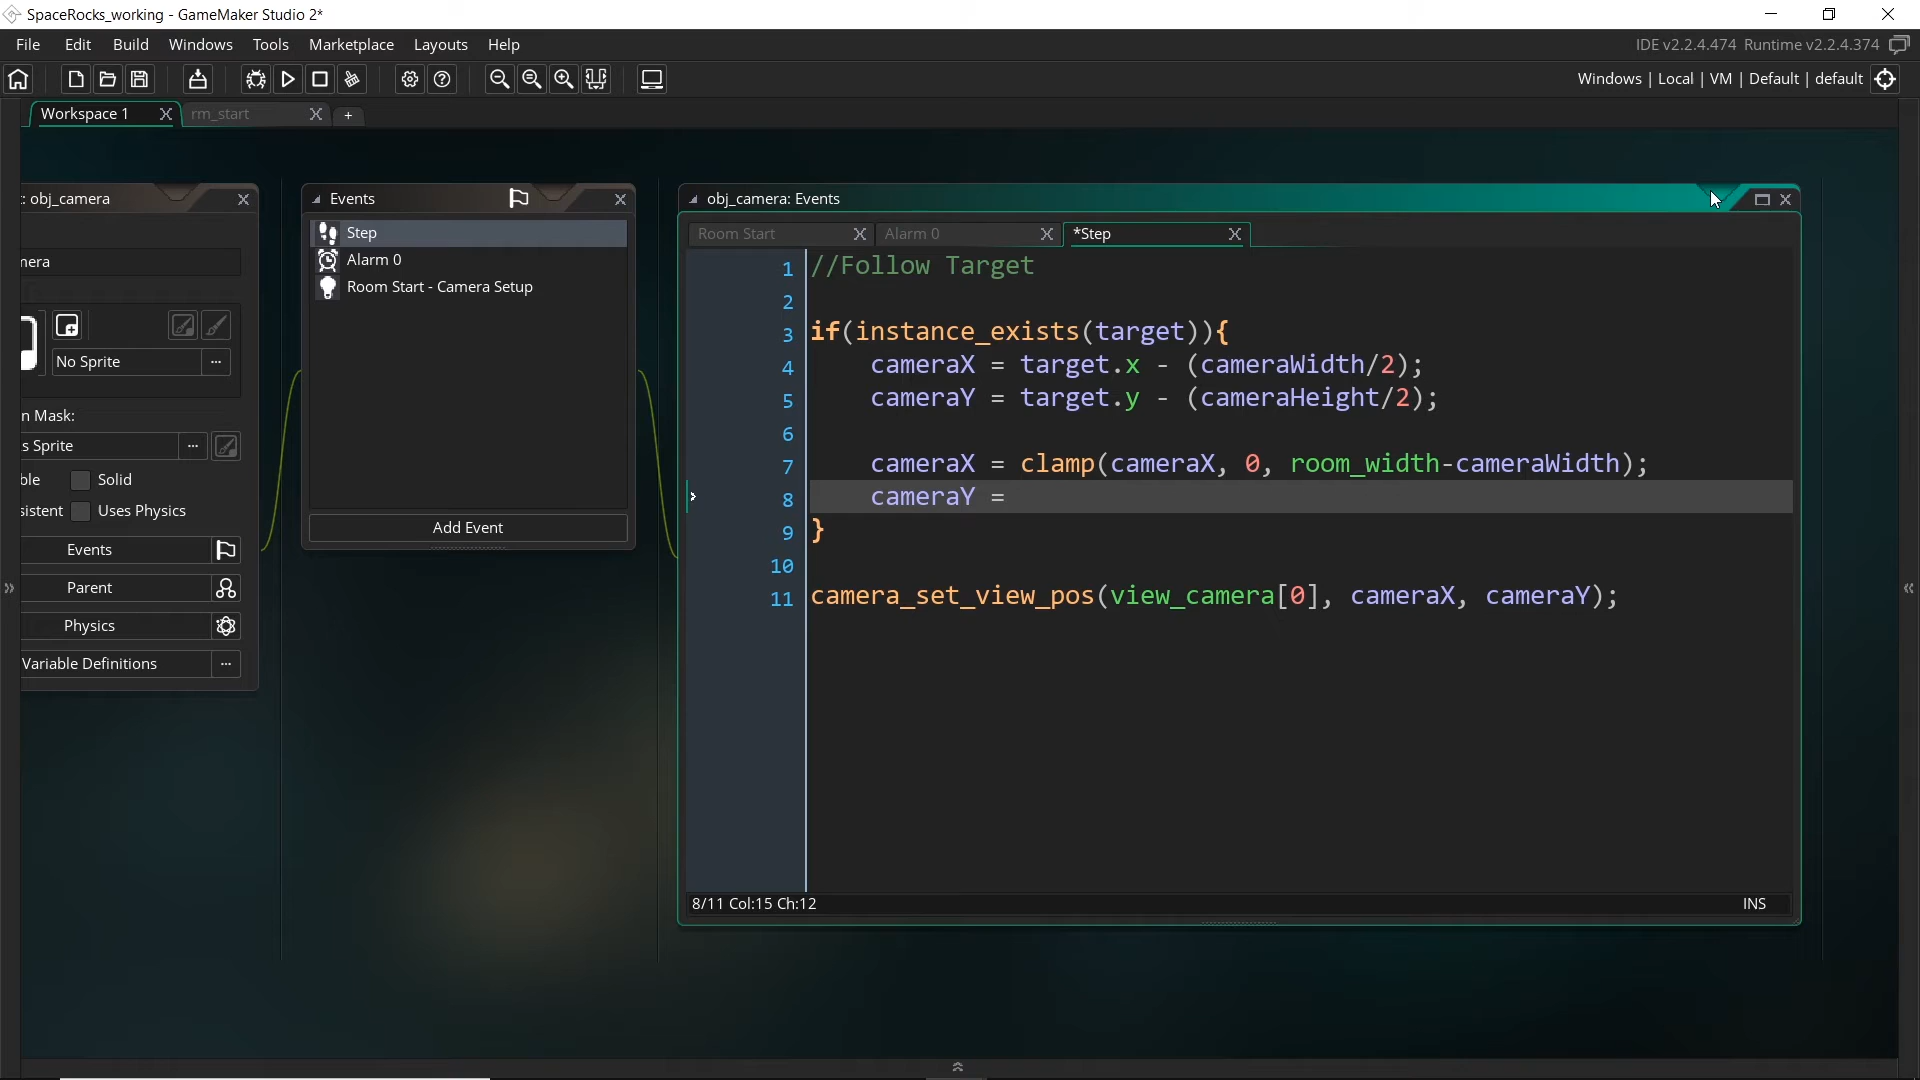 SpaceRocks_working - GameMaker Studio 2*
File Edit Build Windows Tools Marketplace Layouts Help
IDE v2.2.4.474 Runtime v2.2.4.374
Windows | Local | VM | Default | default
Workspace 1
rm_start
: obj_camera
Events
obj_camera: Events
Step
Alarm 0
Room Start - Camera Setup
Add Event
nera
No Sprite
n Mask:
s Sprite
ble
Solid
sistent
Uses Physics
Events
Parent
Physics
Variable Definitions
Room Start
Alarm 0
*Step
1 //Follow Target
2
3 if(instance_exists(target)){
4 cameraX = target.x - (cameraWidth/2);
5 cameraY = target.y - (cameraHeight/2);
6
7 cameraX = clamp(cameraX, 0, room_width-cameraWidth);
8 cameraY =
9 }
10
11 camera_set_view_pos(view_camera[0], cameraX, cameraY);
8/11 Col:15 Ch:12
INS